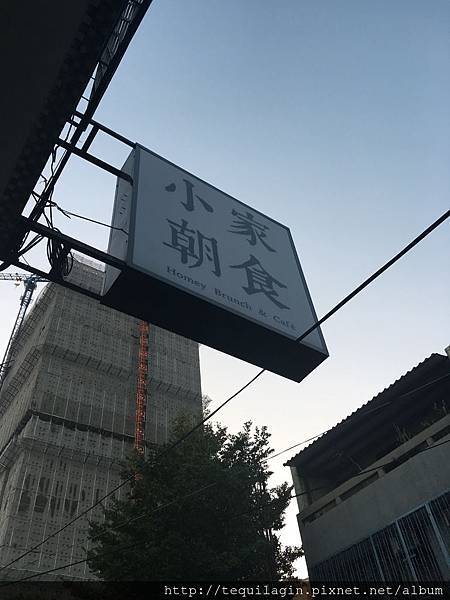 小家
朝食
Homey Brunch & Café
http://tequilagin.pixnet.net/album